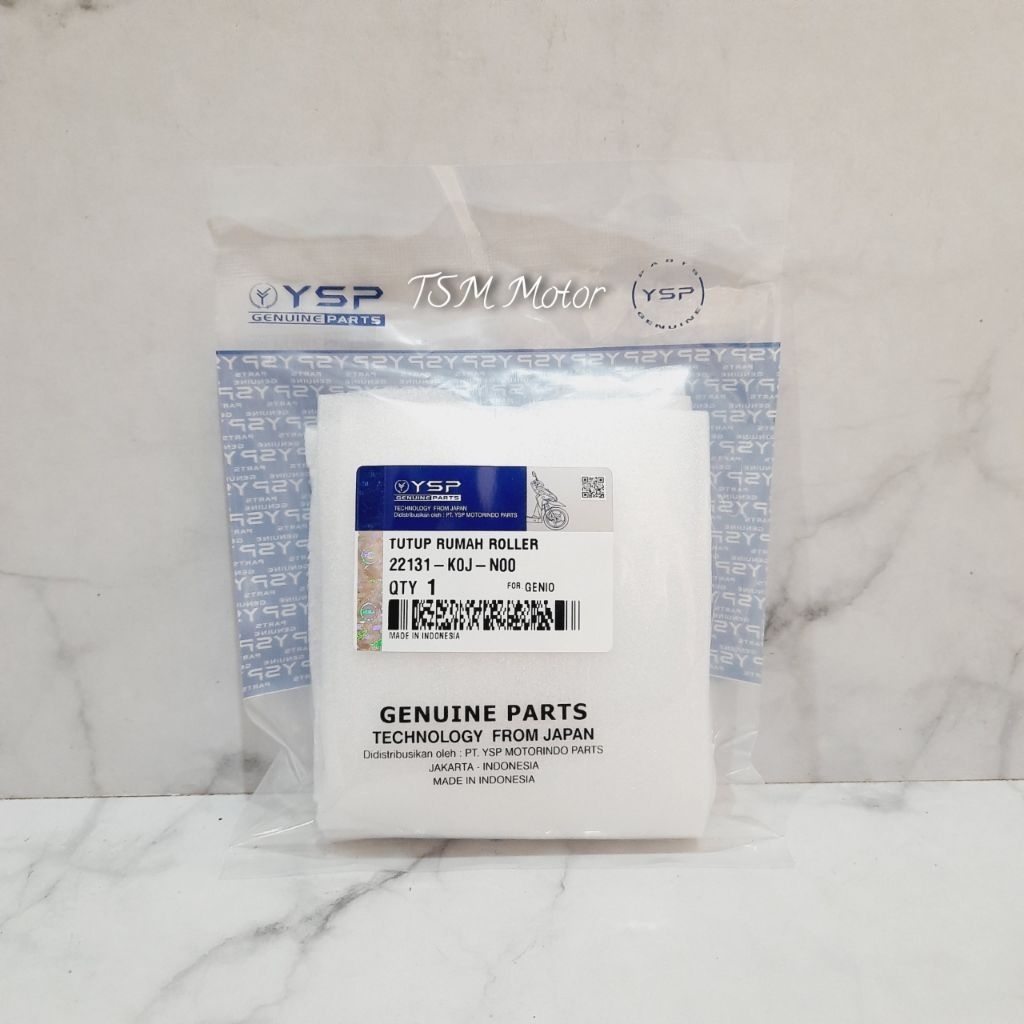 YSP
GENUINE PARTS
TSM Motor
PARTS
YSP
GENUINE
YSP
GENUINE PARTS
TECHNOLOGY FROM JAPAN
Didistribusikan oleh : PT. YSP MOTORINDO PARTS
TUTUP RUMAH ROLLER
22131-K0J-N00
QTY 1 FOR GENIO
MADE IN INDONESIA
GENUINE PARTS
TECHNOLOGY FROM JAPAN
Didistribusikan oleh : PT. YSP MOTORINDO PARTS
JAKARTA - INDONESIA
MADE IN INDONESIA